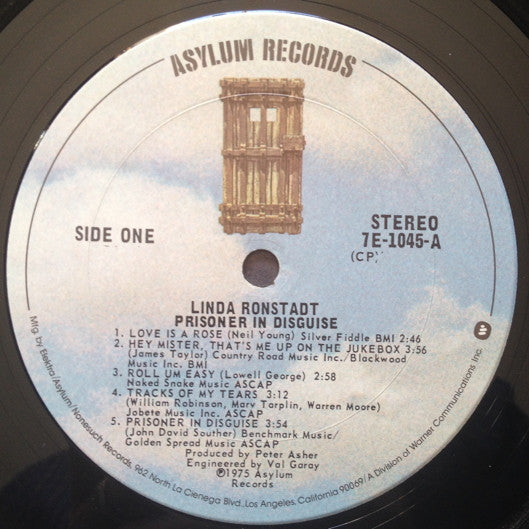 ASYLUM RECORDS
SIDE ONE
STEREO
7E-1045-A
(CP)
LINDA RONSTADT
PRISONER IN DISGUISE
1. LOVE IS A ROSE (Neil Young) Silver Fiddle BMI 2:46
2. HEY MISTER, THAT'S ME UP ON THE JUKEBOX 3:56
(James Taylor) Country Road Music Inc./Blackwood
Music Inc. BMI
3. ROLL UM EASY (Lowell George) 2:58
Naked Snake Music ASCAP
4. TRACKS OF MY TEARS 3:12
(William Robinson, Marv Tarplin, Warren Moore)
Jobete Music Inc. ASCAP
5. PRISONER IN DISGUISE 3:54
(John David Souther) Benchmark Music/
Golden Spread Music ASCAP
Produced by Peter Asher
Engineered by Val Garay
℗1975 Asylum
Records
Mfg. by Elektra/Asylum/Nonesuch Records, 962 North La Cienega Blvd., Los Angeles, California 90069/A Division of Warner Communications Inc.